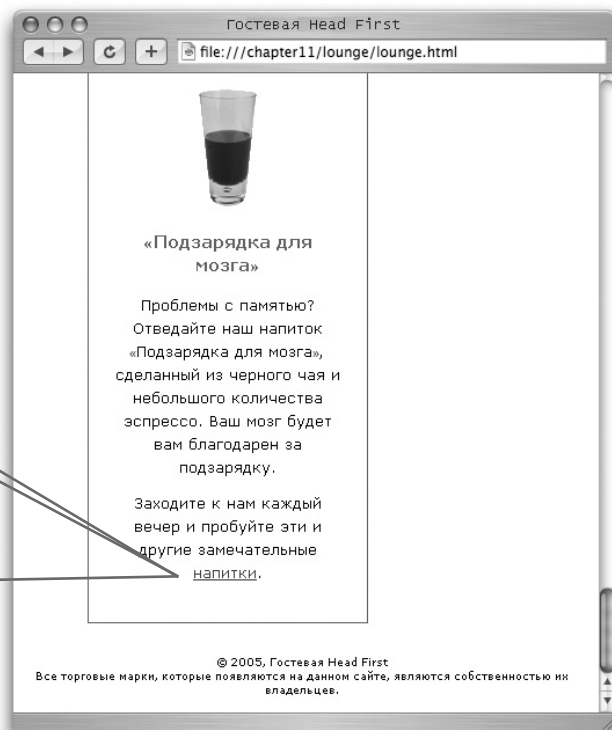 Гостевая Head First
file:///chapter11/lounge/lounge.html
«Подзарядка для
мозга»
Проблемы с памятью?
Отведайте наш напиток
«Подзарядка для мозга»,
сделанный из черного чая и
небольшого количества
эспрессо. Ваш мозг будет
вам благодарен за
подзарядку.
Заходите к нам каждый
вечер и пробуйте эти и
другие замечательные
напитки.
© 2005, Гостевая Head First
Все торговые марки, которые появляются на данном сайте, являются собственностью их
владельцев.